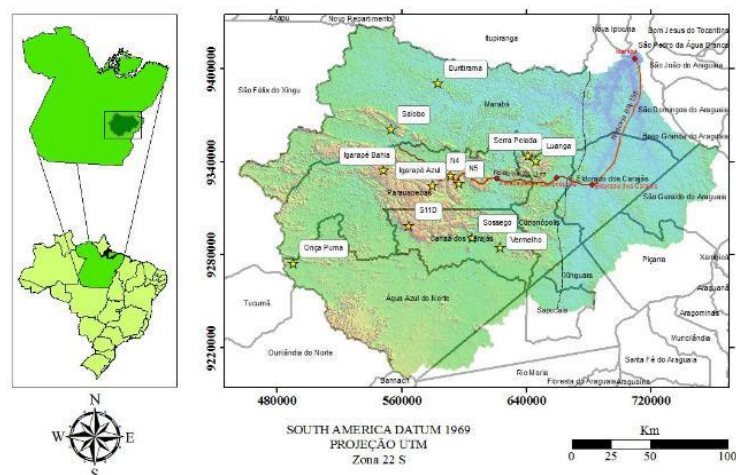 Anapu
Novo Repartimento
Itupiranga
Nova Ipixuna
Bom Jesus do Tocantins
São Pedro da Água Branca
São João do Araguaia
São Félix do Xingu
Buritirama
Marabá
São Domingos do Araguaia
Brejo Grande do Araguaia
Salobo
Serra Pelada
Luanga
Igarapé Bahia
Igarapé Azul
N4
N5
Parauapebas
Eldorado dos Carajás
São Geraldo do Araguaia
S11D
Sossego
Curionópolis
Canaã dos Carajás
Vermelho
Onça Puma
Piçarra
Xinguara
Água Azul do Norte
Tucumã
Sapucaia
Ourilândia do Norte
Bannach
Rio Maria
Floresta do Araguaia
Santa Fé do Araguaia
Muricilândia
Aragominas
9400000
9340000
9280000
9220000
480000
560000
640000
720000
N
W
E
S
SOUTH AMERICA DATUM 1969
PROJEÇÃO UTM
Zona 22 S
Km
0
25
50
100